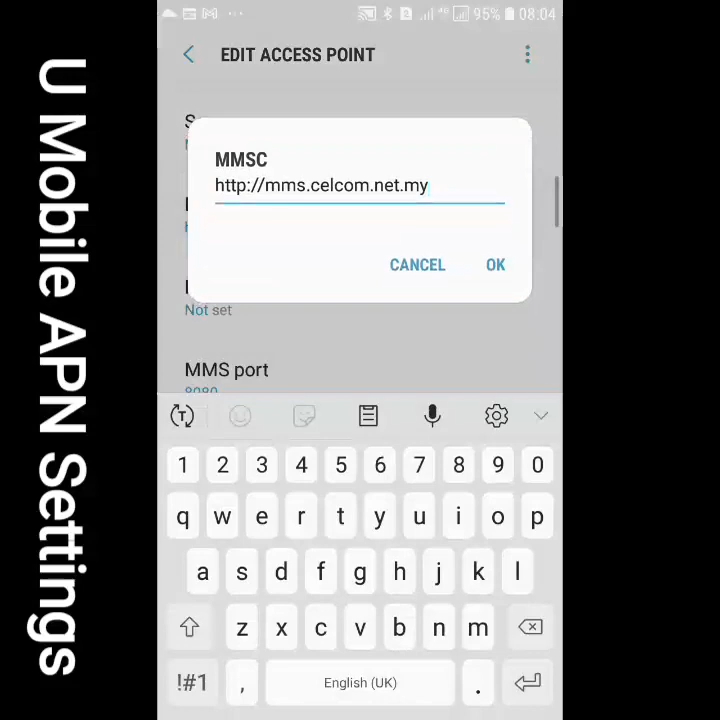 U Mobile APN Settings
95% 08:04
EDIT ACCESS POINT
MMSC
http://mms.celcom.net.my
CANCEL OK
Not set
MMS port
8080
1 2 3 4 5 6 7 8 9 0
q w e r t y u i o p
a s d f g h j k l
z x c v b n m
!#1 , English (UK) .